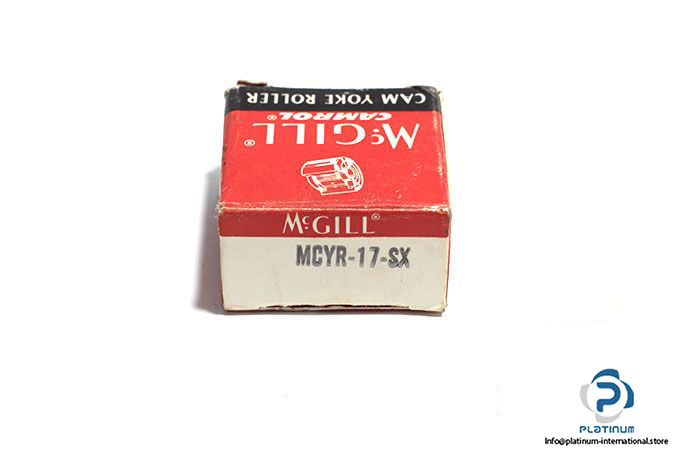 CAM YOKE ROLLER
CAMROL®
McGILL®
McGILL®
MCYR-17-SX
PLATINUM
Info@platinum-international.store